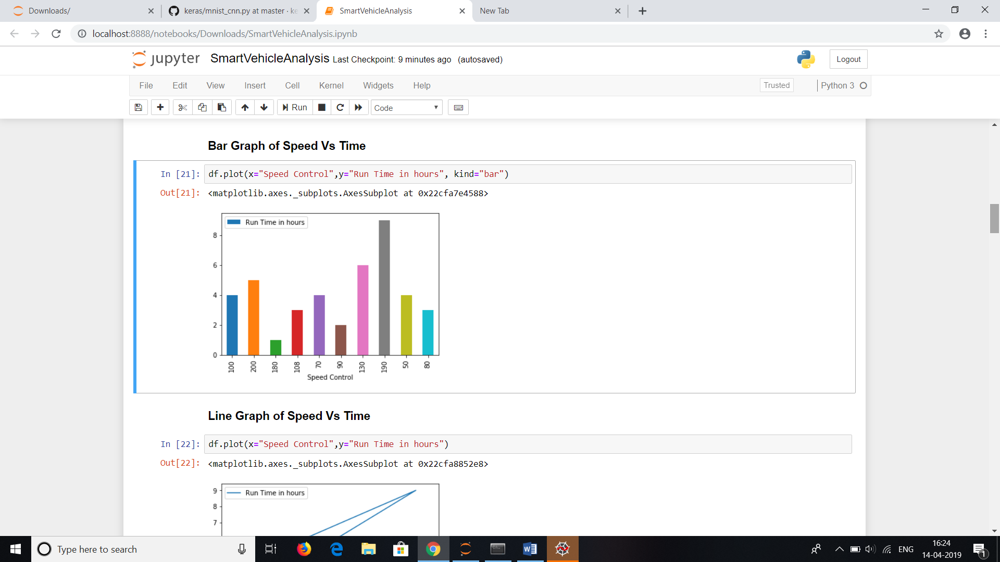 Downloads/
keras/mnist_cnn.py at master · ke
SmartVehicleAnalysis
New Tab
localhost:8888/notebooks/Downloads/SmartVehicleAnalysis.ipynb
jupyter SmartVehicleAnalysis Last Checkpoint: 9 minutes ago (autosaved)
Logout
File Edit View Insert Cell Kernel Widgets Help
Trusted
Python 3
Run
Code
Bar Graph of Speed Vs Time
In [21]: df.plot(x="Speed Control",y="Run Time in hours", kind="bar")
Out[21]: <matplotlib.axes._subplots.AxesSubplot at 0x22cfa7e4588>
Run Time in hours
8
6
4
2
0
100 200 180 108 70 90 130 190 50 80
Speed Control
Line Graph of Speed Vs Time
In [22]: df.plot(x="Speed Control",y="Run Time in hours")
Out[22]: <matplotlib.axes._subplots.AxesSubplot at 0x22cfa8852e8>
Run Time in hours
9
8
7
Type here to search
ENG
16:24
14-04-2019
1